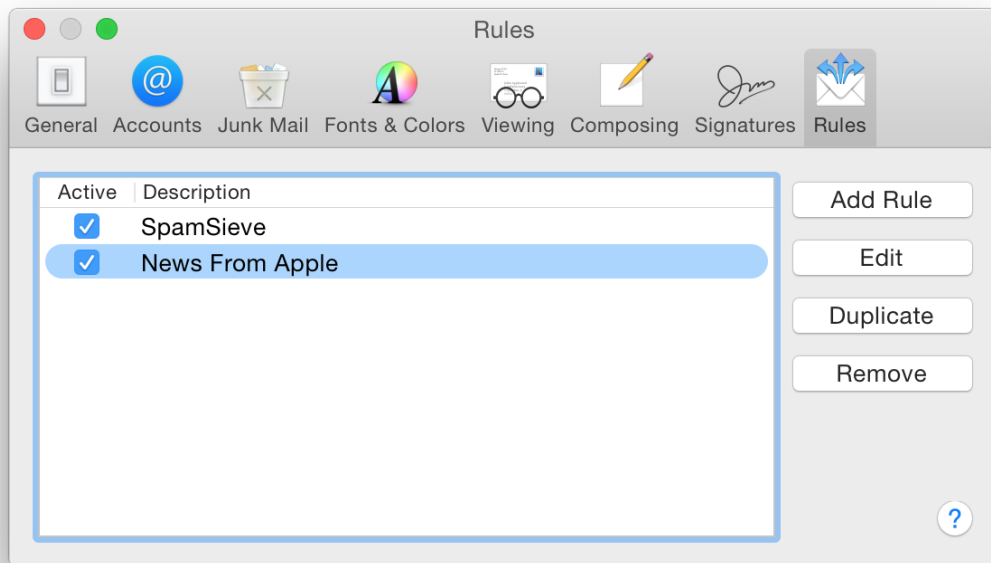 Rules
General Accounts Junk Mail Fonts & Colors Viewing Composing Signatures Rules
Active Description
SpamSieve
News From Apple
Add Rule
Edit
Duplicate
Remove
?